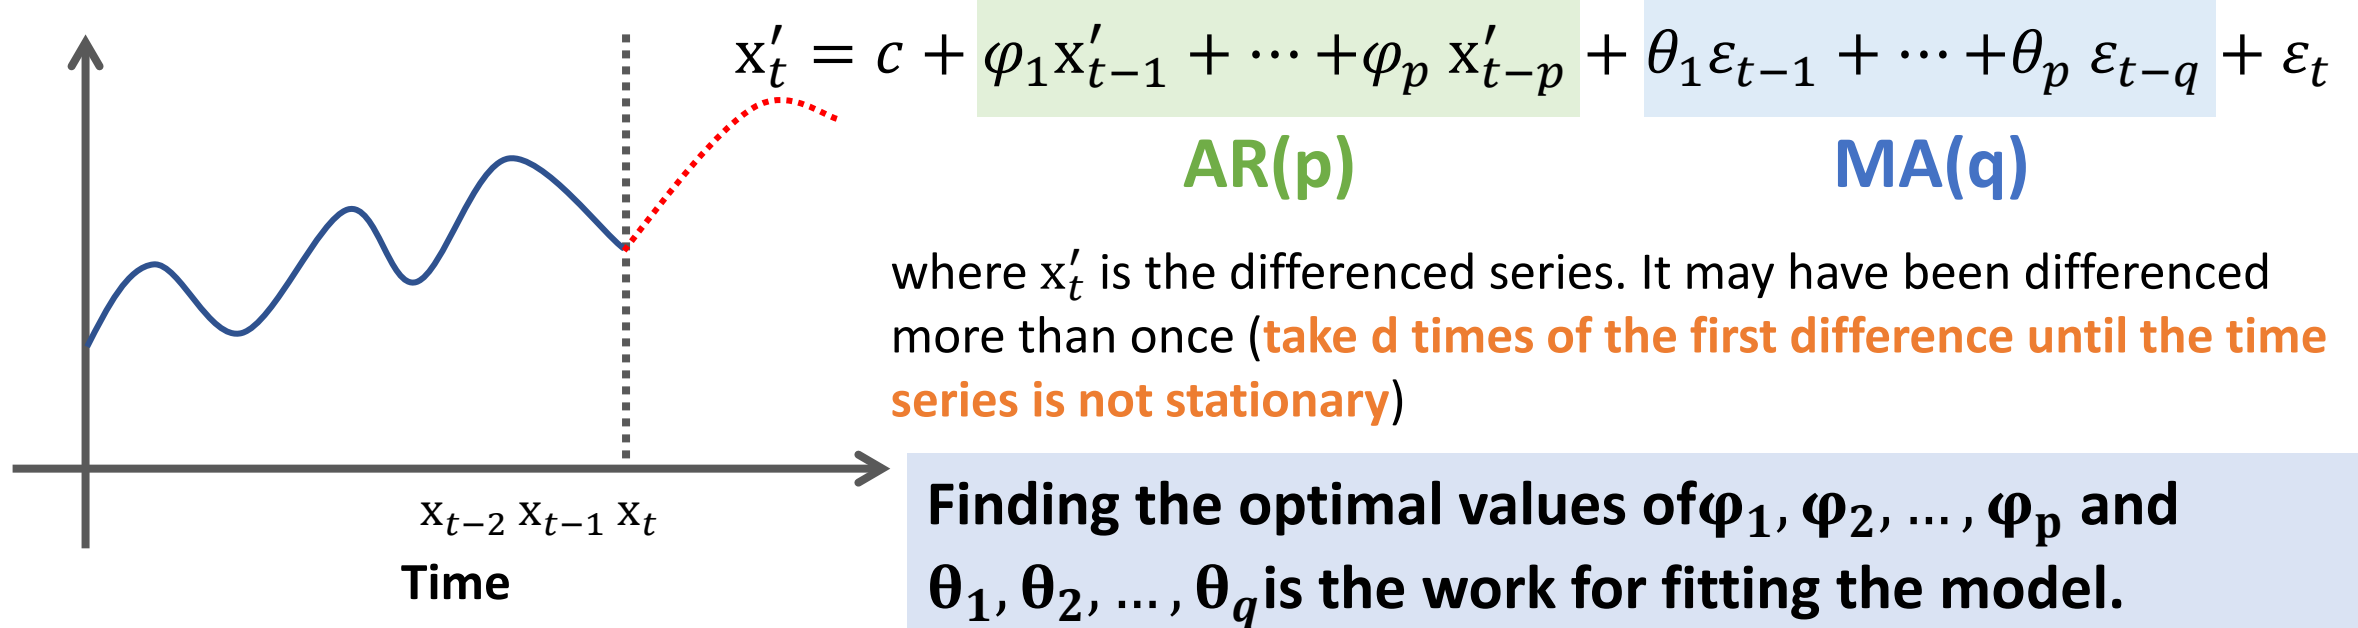 x′ₜ = c + φ₁x′ₜ₋₁ + ⋯ +φₚ x′ₜ₋ₚ + θ₁εₜ₋₁ + ⋯ +θₚ εₜ₋q + εₜ
AR(p) MA(q)
where x′ₜ is the differenced series. It may have been differenced
more than once (take d times of the first difference until the time
series is not stationary)
xₜ₋₂ xₜ₋₁ xₜ
Time
Finding the optimal values ofφ₁, φ₂, … , φₚ and
θ₁, θ₂, … , θ_q is the work for fitting the model.